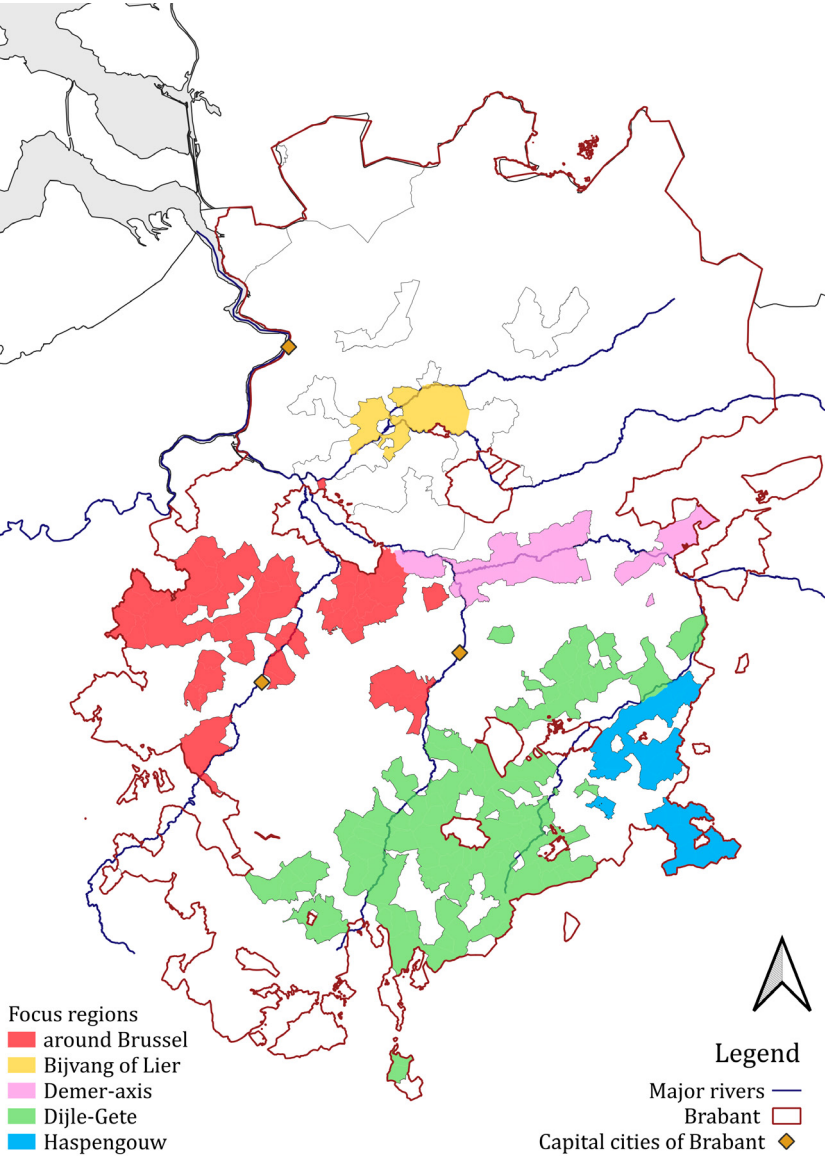 Focus regions
around Brussel
Bijvang of Lier
Demer-axis
Dijle-Gete
Haspengouw
Legend
Major rivers
Brabant
Capital cities of Brabant